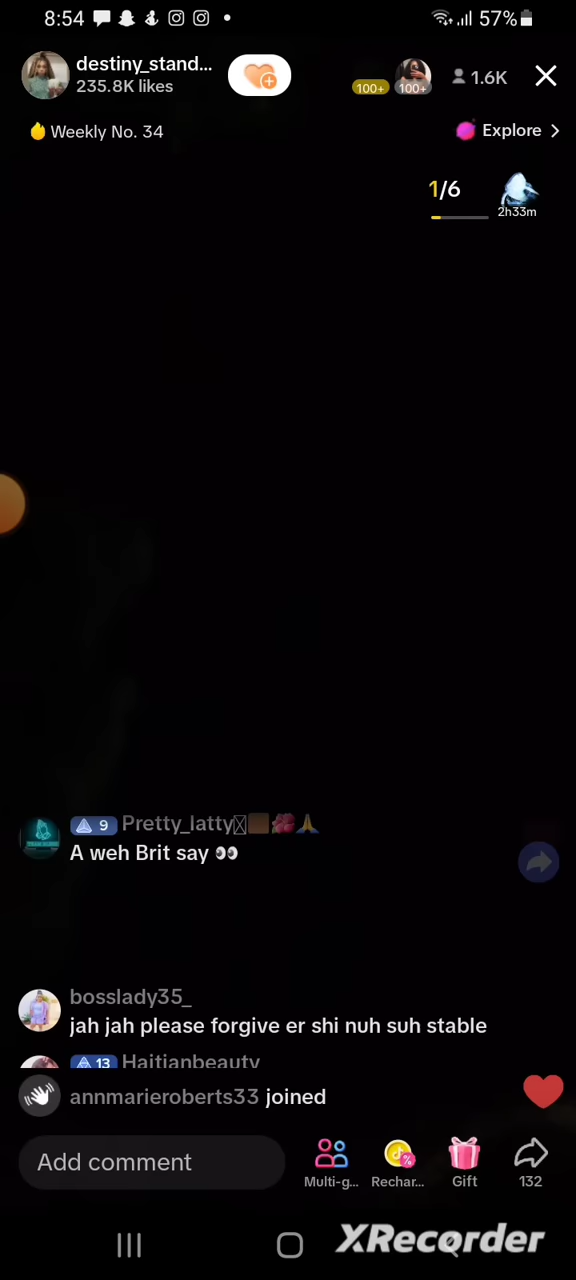 8:54
57%
destiny_stand...
235.8K likes
100+
100+
1.6K
Weekly No. 34
Explore
1/6
2h33m
9 Pretty_latty
A weh Brit say 👀
bosslady35_
jah jah please forgive er shi nuh suh stable
13 Haitianbeauty
annmarieroberts33 joined
Add comment
Multi-g...
Rechar...
Gift
132
XRecorder